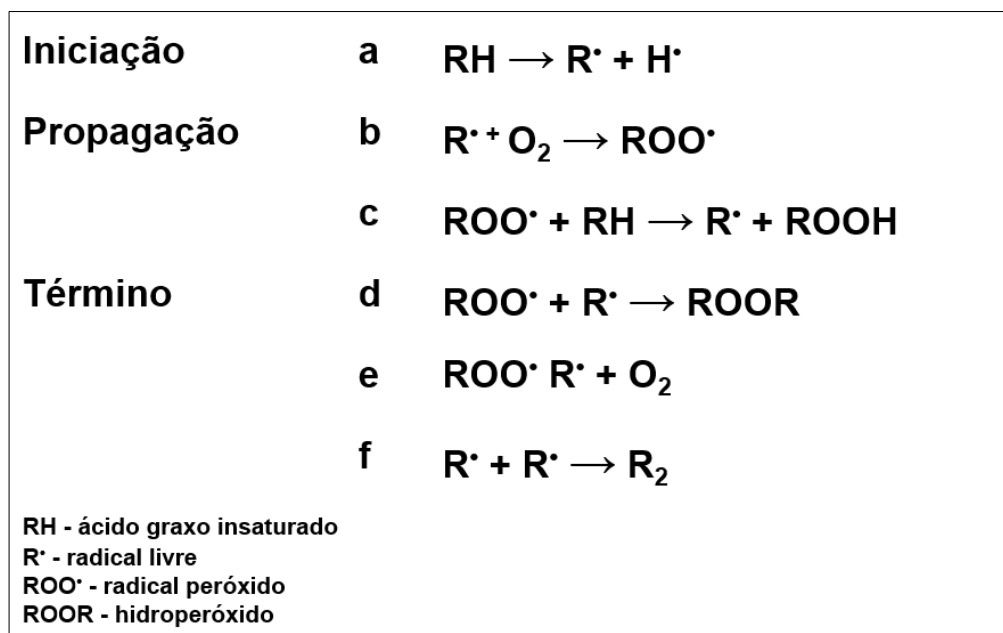 Iniciação a RH → R• + H•
Propagação b R• + O₂ → ROO•
c ROO• + RH → R• + ROOH
Término d ROO• + R• → ROOR
e ROO• R• + O₂
f R• + R• → R₂
RH - ácido graxo insaturado
R• - radical livre
ROO• - radical peróxido
ROOR - hidroperóxido